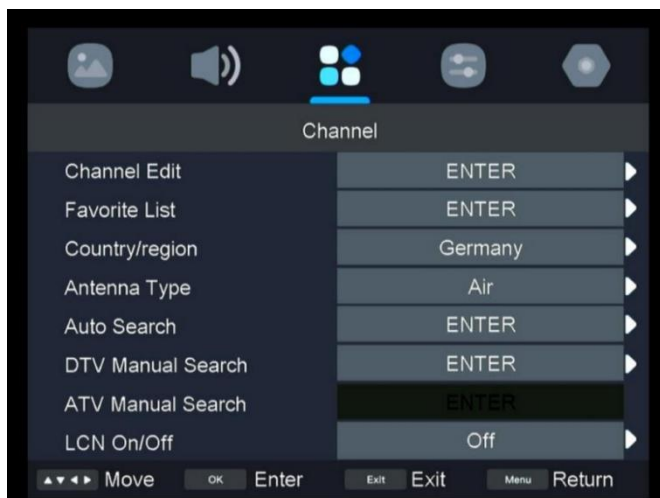 Channel
Channel Edit ENTER
Favorite List ENTER
Country/region Germany
Antenna Type Air
Auto Search ENTER
DTV Manual Search ENTER
ATV Manual Search ENTER
LCN On/Off Off
Move OK Enter Exit Exit Menu Return